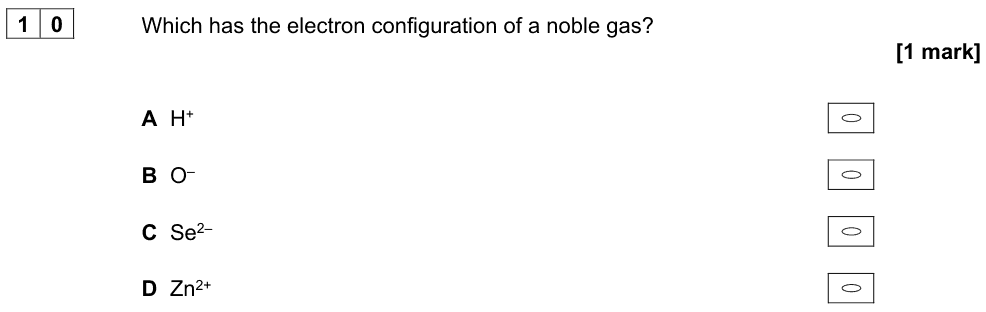 1 0 Which has the electron configuration of a noble gas?
[1 mark]
A H⁺
B O⁻
C Se²⁻
D Zn²⁺